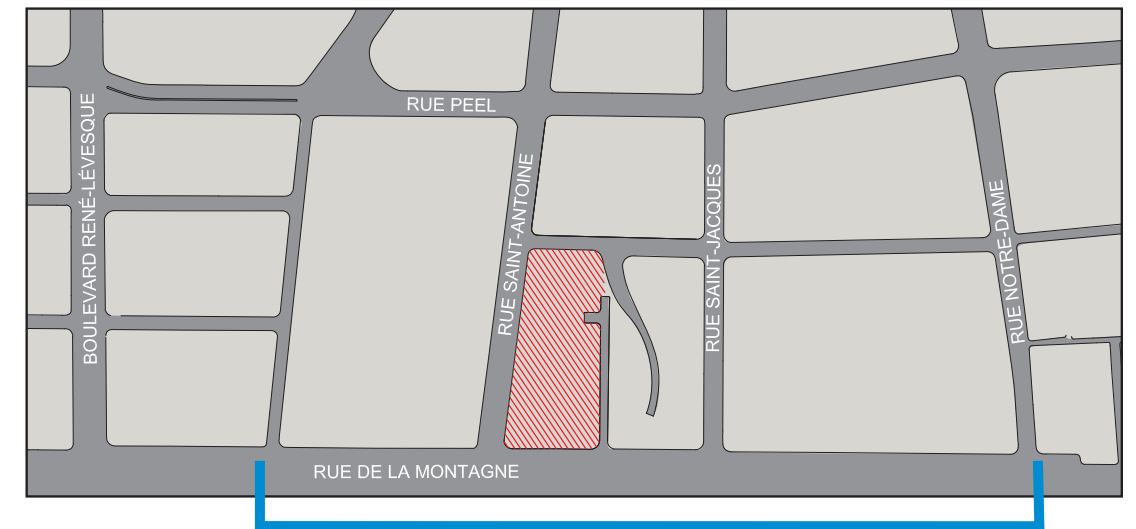 RUE PEEL
BOULEVARD RENÉ-LÉVESQUE
RUE SAINT-ANTOINE
RUE SAINT-JACQUES
RUE NOTRE-DAME
RUE DE LA MONTAGNE